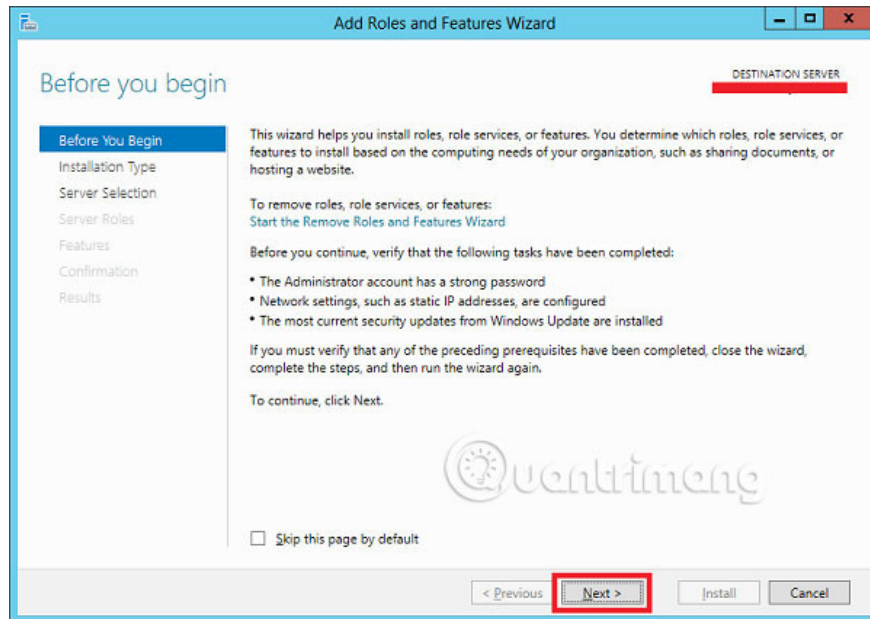 Add Roles and Features Wizard
Before you begin
DESTINATION SERVER
Before You Begin
Installation Type
Server Selection
Server Roles
Features
Confirmation
Results
This wizard helps you install roles, role services, or features. You determine which roles, role services, or
features to install based on the computing needs of your organization, such as sharing documents, or
hosting a website.
To remove roles, role services, or features:
Start the Remove Roles and Features Wizard
Before you continue, verify that the following tasks have been completed:
• The Administrator account has a strong password
• Network settings, such as static IP addresses, are configured
• The most current security updates from Windows Update are installed
If you must verify that any of the preceding prerequisites have been completed, close the wizard,
complete the steps, and then run the wizard again.
To continue, click Next.
Quantrimang
Skip this page by default
< Previous
Next >
Install
Cancel